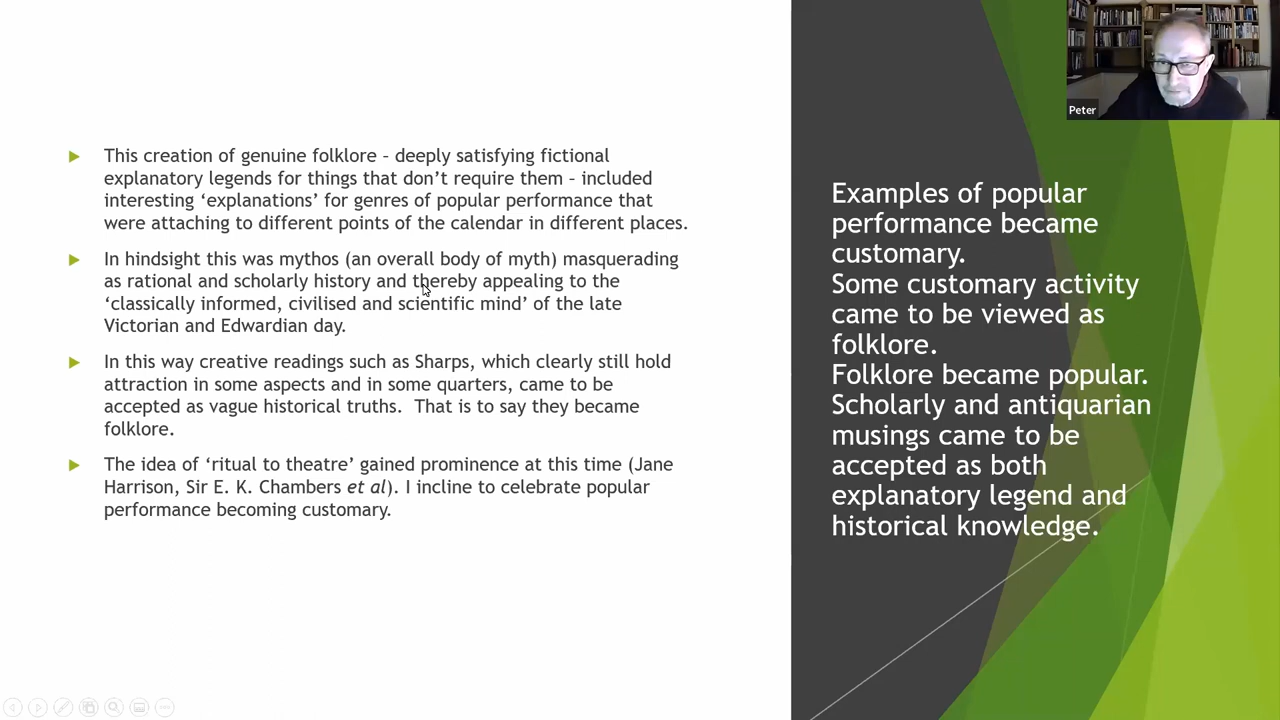 This creation of genuine folklore – deeply satisfying fictional
explanatory legends for things that don’t require them – included
interesting ‘explanations’ for genres of popular performance that
were attaching to different points of the calendar in different places.
In hindsight this was mythos (an overall body of myth) masquerading
as rational and scholarly history and thereby appealing to the
‘classically informed, civilised and scientific mind’ of the late
Victorian and Edwardian day.
In this way creative readings such as Sharps, which clearly still hold
attraction in some aspects and in some quarters, came to be
accepted as vague historical truths.  That is to say they became
folklore.
The idea of ‘ritual to theatre’ gained prominence at this time (Jane
Harrison, Sir E. K. Chambers et al). I incline to celebrate popular
performance becoming customary.
Examples of popular
performance became
customary.
Some customary activity
came to be viewed as
folklore.
Folklore became popular.
Scholarly and antiquarian
musings came to be
accepted as both
explanatory legend and
historical knowledge.
Peter